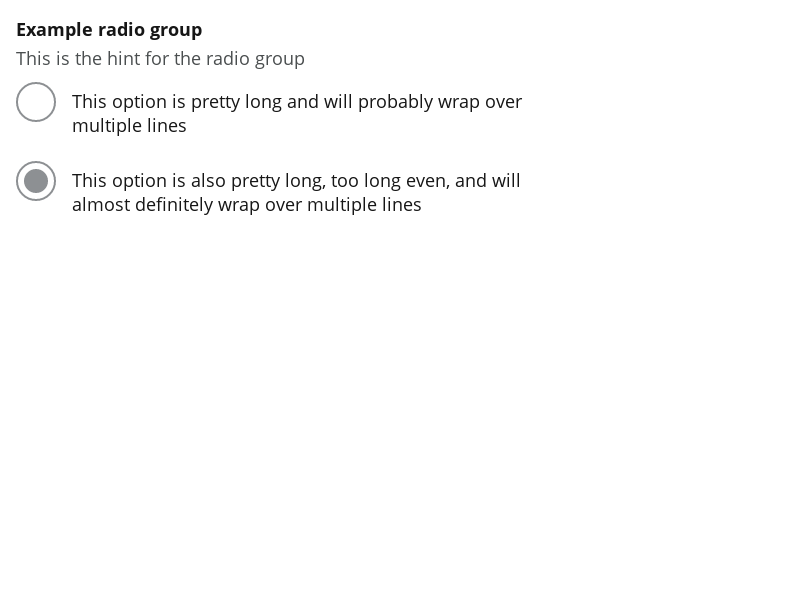 Example radio group
This is the hint for the radio group
This option is pretty long and will probably wrap over
multiple lines
This option is also pretty long, too long even, and will
almost definitely wrap over multiple lines